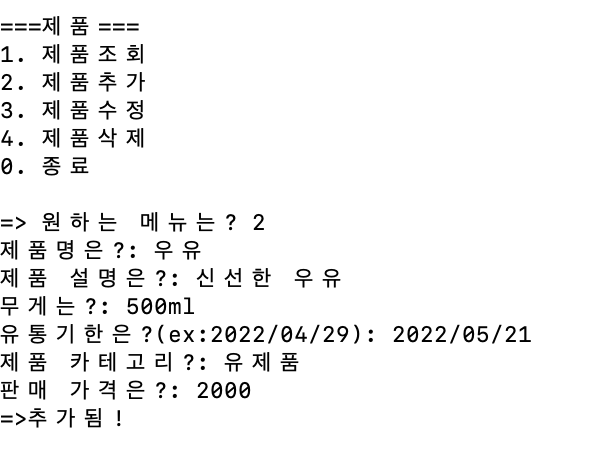 ===제품===
1. 제품조회
2. 제품추가
3. 제품수정
4. 제품삭제
0. 종료
=> 원하는 메뉴는? 2
제품명은?: 우유
제품 설명은?: 신선한 우유
무게는?: 500ml
유통기한은?(ex:2022/04/29): 2022/05/21
제품 카테고리?: 유제품
판매 가격은?: 2000
=>추가됨!